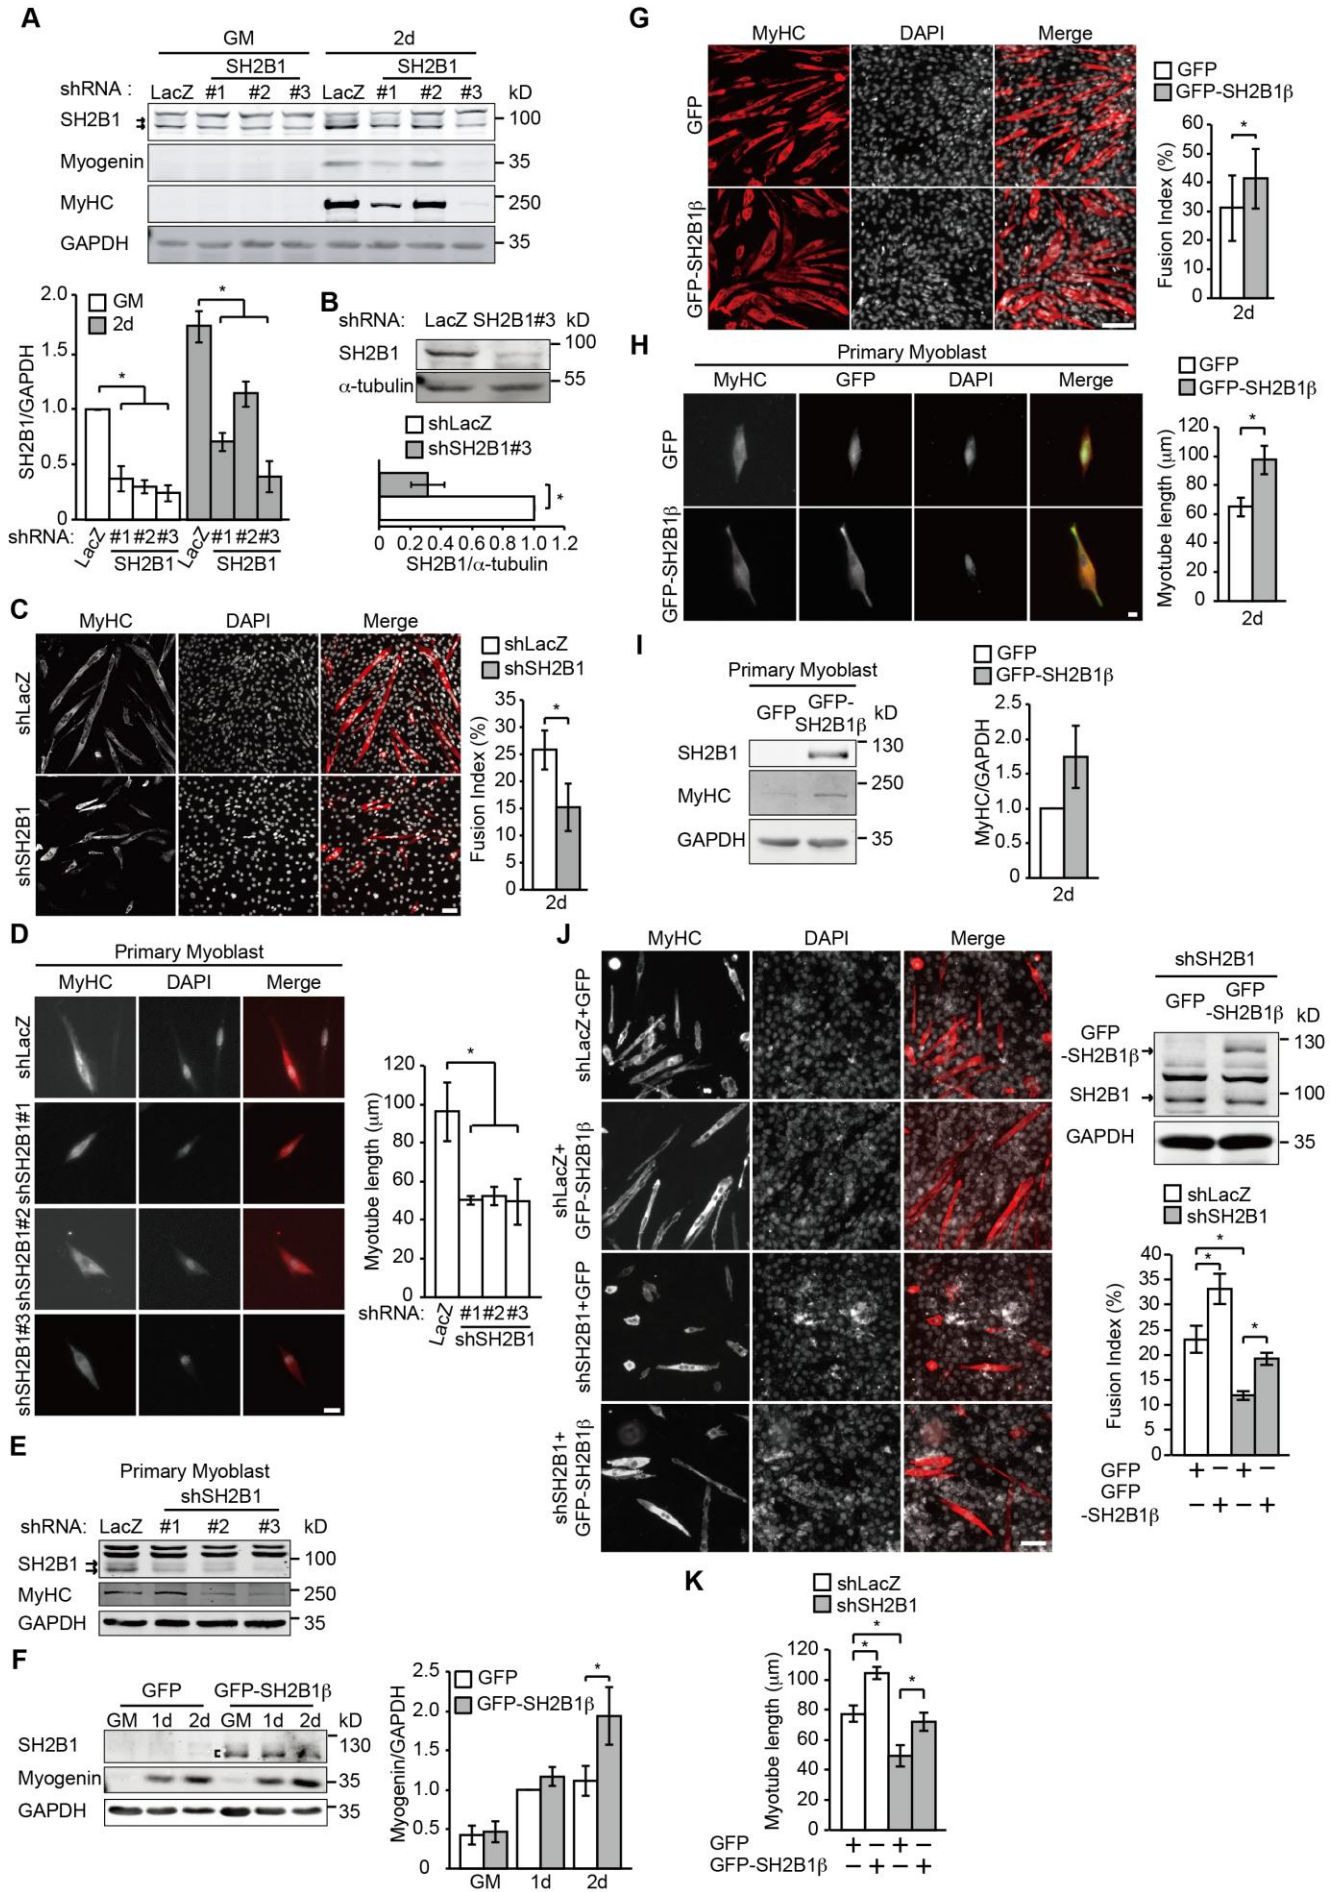 A
GM 2d
SH2B1 SH2B1
shRNA : LacZ #1 #2 #3 LacZ #1 #2 #3 kD
SH2B1 100
Myogenin 35
MyHC 250
GAPDH 35
GM
2d
SH2B1/GAPDH
2.0
1.5
1.0
0.5
0
* *
shRNA: LacZ #1 #2 #3 LacZ #1 #2 #3
SH2B1 SH2B1
B
shRNA: LacZ SH2B1#3 kD
SH2B1 100
α-tubulin 55
shLacZ
shSH2B1#3
*
0 0.2 0.4 0.6 0.8 1.0 1.2
SH2B1/α-tubulin
C
MyHC DAPI Merge
shLacZ
shSH2B1
shLacZ
shSH2B1
Fusion Index (%)
35
30
25
20
15
10
5
0
*
2d
D
Primary Myoblast
MyHC DAPI Merge
shLacZ
shSH2B1#1
shSH2B1#2
shSH2B1#3
Myotube length (μm)
120
100
80
60
40
20
0
*
shRNA: LacZ #1 #2 #3
shSH2B1
E
Primary Myoblast
shSH2B1
shRNA: LacZ #1 #2 #3 kD
SH2B1 100
MyHC 250
GAPDH 35
F
GFP GFP-SH2B1β
GM 1d 2d GM 1d 2d kD
SH2B1 130
Myogenin 35
GAPDH 35
GFP
GFP-SH2B1β
Myogenin/GAPDH
2.5
2.0
1.5
1.0
0.5
0
*
GM 1d 2d
G
MyHC DAPI Merge
GFP
GFP-SH2B1β
GFP
GFP-SH2B1β
Fusion Index (%)
60
50
40
30
20
10
0
*
2d
H
Primary Myoblast
MyHC GFP DAPI Merge
GFP
GFP-SH2B1β
GFP
GFP-SH2B1β
Myotube length (μm)
120
100
80
60
40
20
0
*
2d
I
Primary Myoblast
GFP GFP-
SH2B1β kD
SH2B1 130
MyHC 250
GAPDH 35
GFP
GFP-SH2B1β
MyHC/GAPDH
2.5
2.0
1.5
1.0
0.5
0
2d
J
MyHC DAPI Merge
shLacZ+GFP
shLacZ+
GFP-SH2B1β
shSH2B1+GFP
shSH2B1+
GFP-SH2B1β
shSH2B1
GFP GFP
-SH2B1β kD
GFP
-SH2B1β 130
SH2B1 100
GAPDH 35
shLacZ
shSH2B1
Fusion Index (%)
40
35
30
25
20
15
10
5
0
* * *
GFP + − + −
GFP
-SH2B1β − + − +
K
shLacZ
shSH2B1
Myotube length (μm)
120
100
80
60
40
20
0
* * *
GFP + − + −
GFP-SH2B1β − + − +